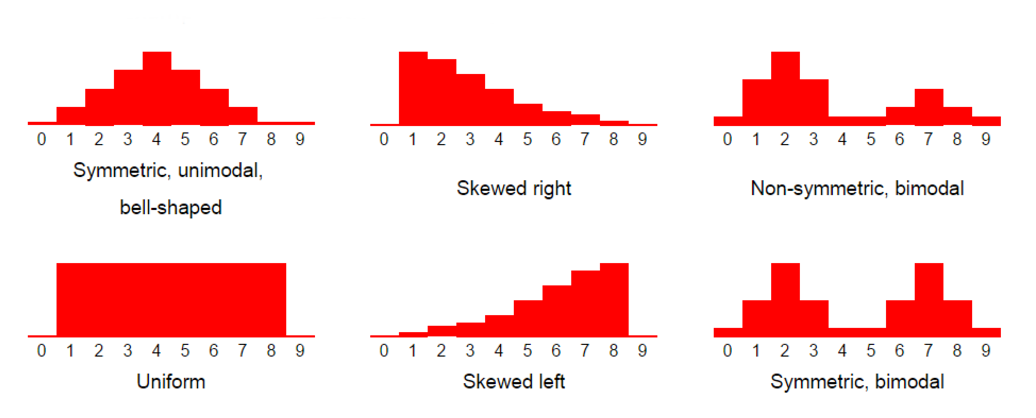 0 1 2 3 4 5 6 7 8 9
Symmetric, unimodal,
bell-shaped
0 1 2 3 4 5 6 7 8 9
Skewed right
0 1 2 3 4 5 6 7 8 9
Non-symmetric, bimodal
0 1 2 3 4 5 6 7 8 9
Uniform
0 1 2 3 4 5 6 7 8 9
Skewed left
0 1 2 3 4 5 6 7 8 9
Symmetric, bimodal